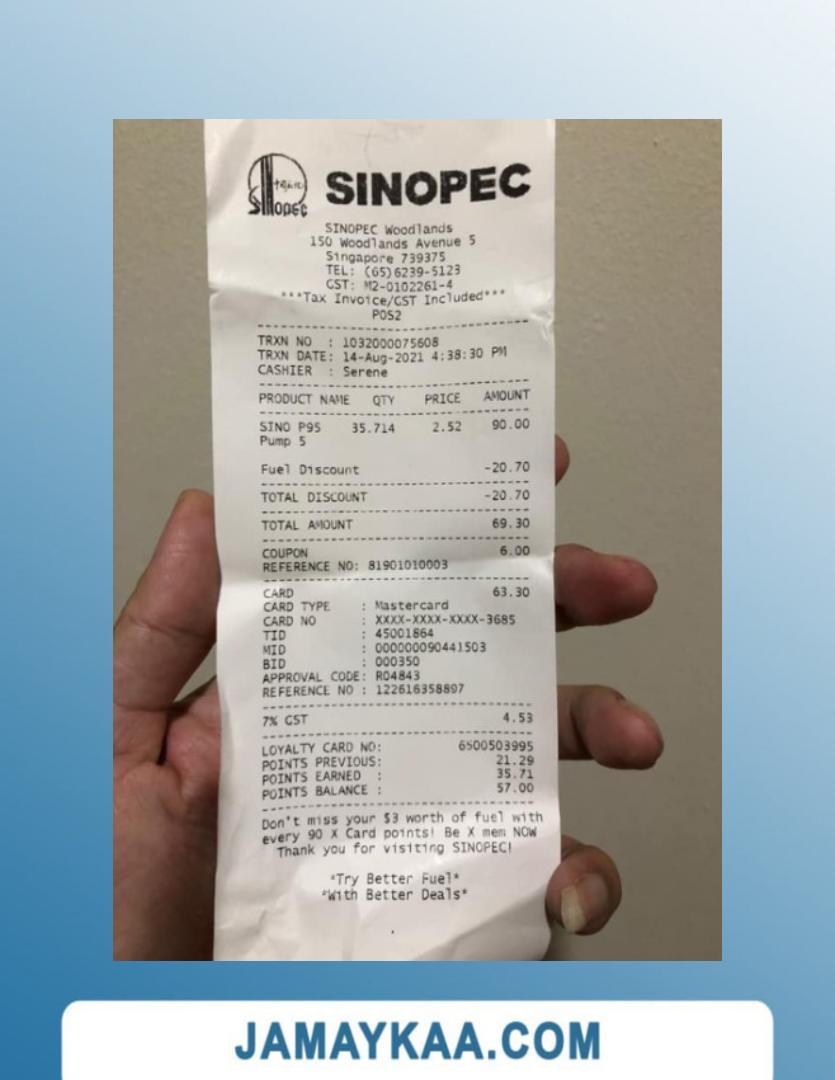 中国石化
SINOPEC
SINOPEC
SINOPEC Woodlands
150 Woodlands Avenue 5
Singapore 739375
TEL: (65)6239-5123
GST: M2-0102261-4
***Tax Invoice/GST Included***
POS2
TRXN NO : 1032000075608
TRXN DATE: 14-Aug-2021 4:38:30 PM
CASHIER : Serene
PRODUCT NAME QTY PRICE AMOUNT
SINO P95 35.714 2.52 90.00
Pump 5
Fuel Discount -20.70
TOTAL DISCOUNT -20.70
TOTAL AMOUNT 69.30
COUPON 6.00
REFERENCE NO: 81901010003
CARD 63.30
CARD TYPE : Mastercard
CARD NO : XXXX-XXXX-XXXX-3685
TID : 45001864
MID : 000000090441503
BID : 000350
APPROVAL CODE: R04843
REFERENCE NO : 122616358897
7% GST 4.53
LOYALTY CARD NO: 6500503995
POINTS PREVIOUS: 21.29
POINTS EARNED : 35.71
POINTS BALANCE : 57.00
Don't miss your $3 worth of fuel with
every 90 X Card points! Be X mem NOW
Thank you for visiting SINOPEC!
*Try Better Fuel*
*With Better Deals*
JAMAYKAA.COM